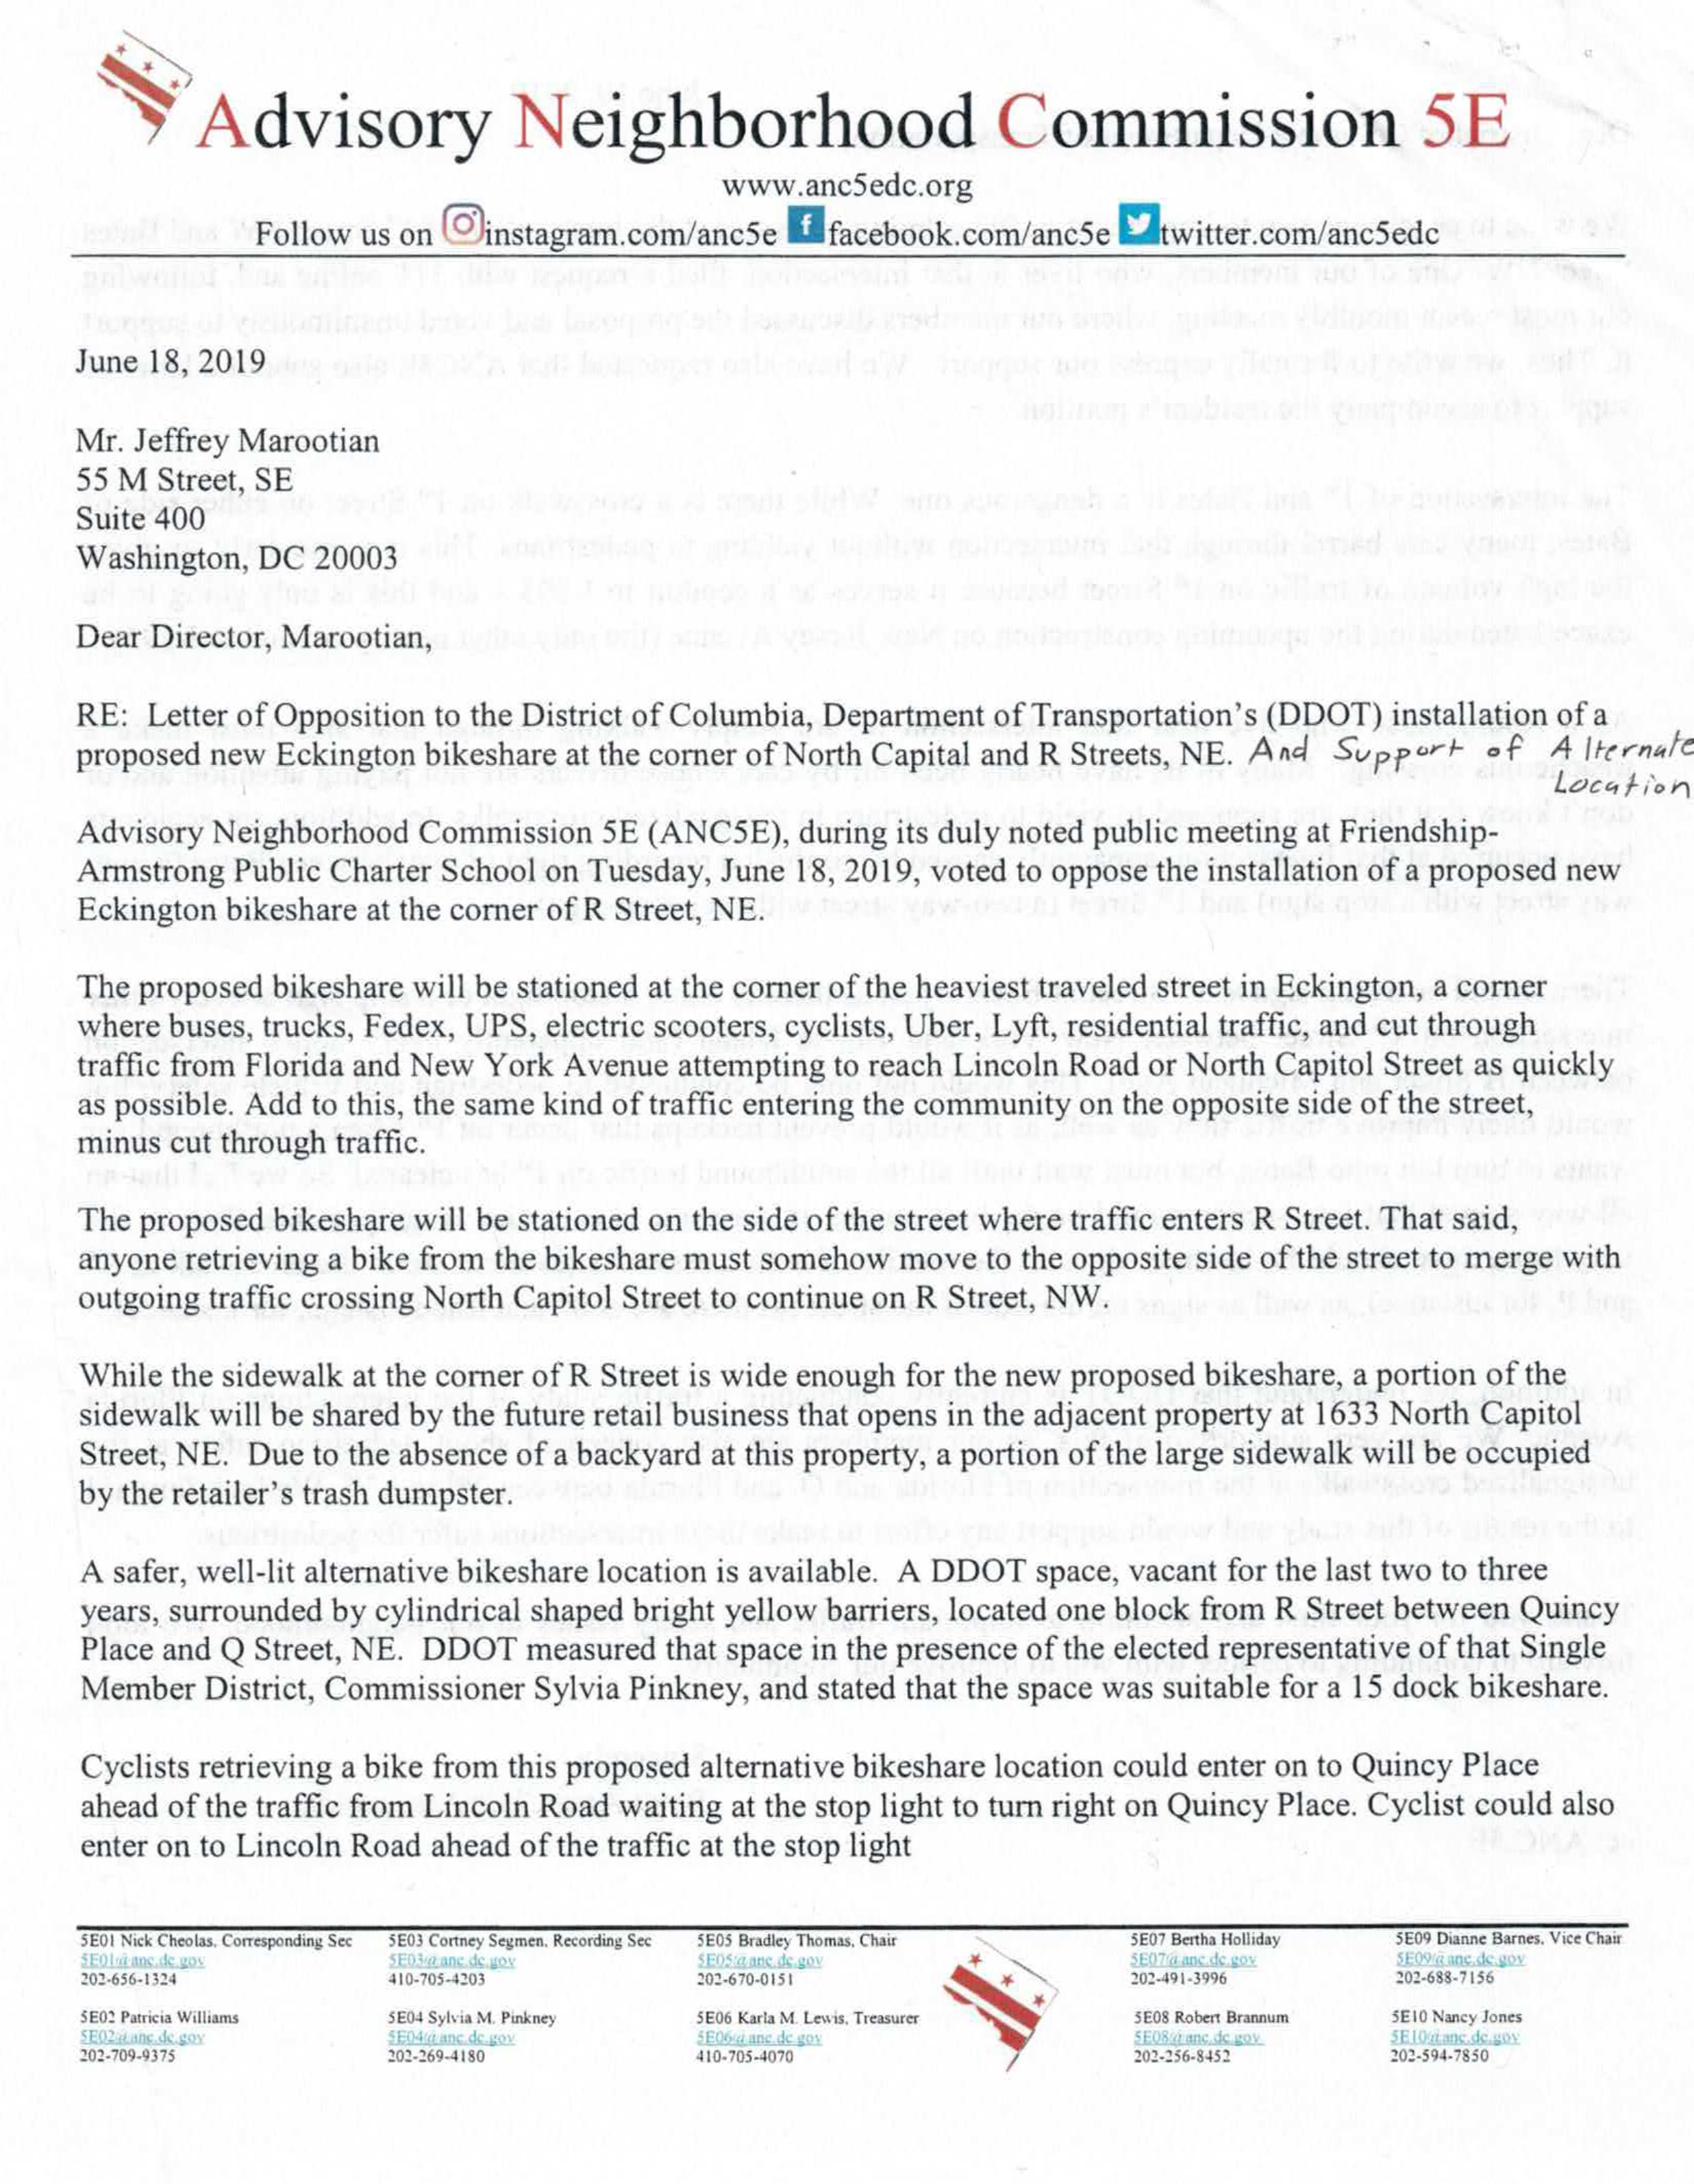 Advisory Neighborhood Commission 5E
www.anc5edc.org
Follow us on instagram.com/anc5e facebook.com/anc5e twitter.com/anc5edc
June 18, 2019
Mr. Jeffrey Marootian
55 M Street, SE
Suite 400
Washington, DC 20003
Dear Director, Marootian,
RE: Letter of Opposition to the District of Columbia, Department of Transportation's (DDOT) installation of a
proposed new Eckington bikeshare at the corner of North Capital and R Streets, NE. And Support of Alternate
Location
Advisory Neighborhood Commission 5E (ANC5E), during its duly noted public meeting at Friendship-
Armstrong Public Charter School on Tuesday, June 18, 2019, voted to oppose the installation of a proposed new
Eckington bikeshare at the corner of R Street, NE.
The proposed bikeshare will be stationed at the corner of the heaviest traveled street in Eckington, a corner
where buses, trucks, Fedex, UPS, electric scooters, cyclists, Uber, Lyft, residential traffic, and cut through
traffic from Florida and New York Avenue attempting to reach Lincoln Road or North Capitol Street as quickly
as possible. Add to this, the same kind of traffic entering the community on the opposite side of the street,
minus cut through traffic.
The proposed bikeshare will be stationed on the side of the street where traffic enters R Street. That said,
anyone retrieving a bike from the bikeshare must somehow move to the opposite side of the street to merge with
outgoing traffic crossing North Capitol Street to continue on R Street, NW.
While the sidewalk at the corner of R Street is wide enough for the new proposed bikeshare, a portion of the
sidewalk will be shared by the future retail business that opens in the adjacent property at 1633 North Capitol
Street, NE. Due to the absence of a backyard at this property, a portion of the large sidewalk will be occupied
by the retailer's trash dumpster.
A safer, well-lit alternative bikeshare location is available. A DDOT space, vacant for the last two to three
years, surrounded by cylindrical shaped bright yellow barriers, located one block from R Street between Quincy
Place and Q Street, NE. DDOT measured that space in the presence of the elected representative of that Single
Member District, Commissioner Sylvia Pinkney, and stated that the space was suitable for a 15 dock bikeshare.
Cyclists retrieving a bike from this proposed alternative bikeshare location could enter on to Quincy Place
ahead of the traffic from Lincoln Road waiting at the stop light to turn right on Quincy Place. Cyclist could also
enter on to Lincoln Road ahead of the traffic at the stop light
5E01 Nick Cheolas, Corresponding Sec
5E01@anc.dc.gov
202-656-1324
5E03 Cortney Segmen, Recording Sec
5E03@anc.dc.gov
410-705-4203
5E05 Bradley Thomas, Chair
5E05@anc.dc.gov
202-670-0151
5E07 Bertha Holliday
5E07@anc.dc.gov
202-491-3996
5E09 Dianne Barnes, Vice Chair
5E09@anc.dc.gov
202-688-7156
5E02 Patricia Williams
5E02@anc.dc.gov
202-709-9375
5E04 Sylvia M. Pinkney
5E04@anc.dc.gov
202-269-4180
5E06 Karla M. Lewis, Treasurer
5E06@anc.dc.gov
410-705-4070
5E08 Robert Brannum
5E08@anc.dc.gov
202-256-8452
5E10 Nancy Jones
5E10@anc.dc.gov
202-594-7850